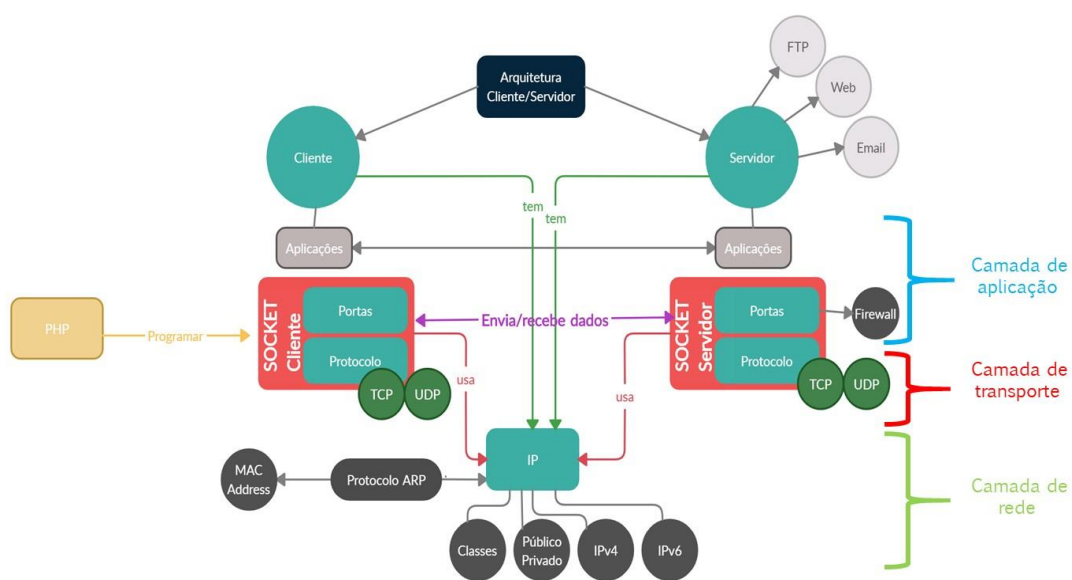 FTP
Arquitetura
Cliente/Servidor
Web
Cliente
Servidor
Email
tem
tem
Aplicações
Aplicações
Camada de
aplicação
SOCKET
Cliente
Portas
Envia/recebe dados
SOCKET
Servidor
Portas
Firewall
PHP
Programar
Protocolo
Protocolo
TCP
UDP
usa
usa
TCP
UDP
Camada de
transporte
IP
MAC
Address
Protocolo ARP
Camada de
rede
Classes
Público
Privado
IPv4
IPv6